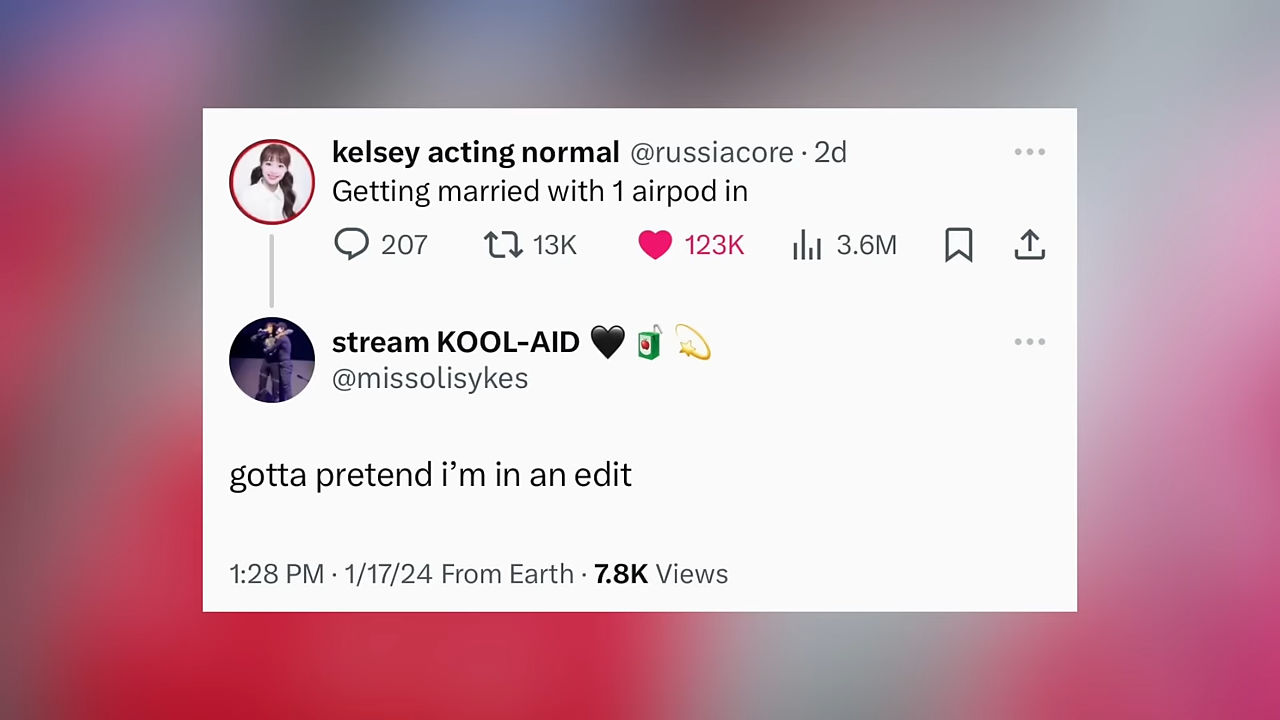 kelsey acting normal @russiacore · 2d
Getting married with 1 airpod in
207 13K 123K 3.6M
stream KOOL-AID 🖤🧃💫
@missolisykes
gotta pretend i’m in an edit
1:28 PM · 1/17/24 From Earth · 7.8K Views